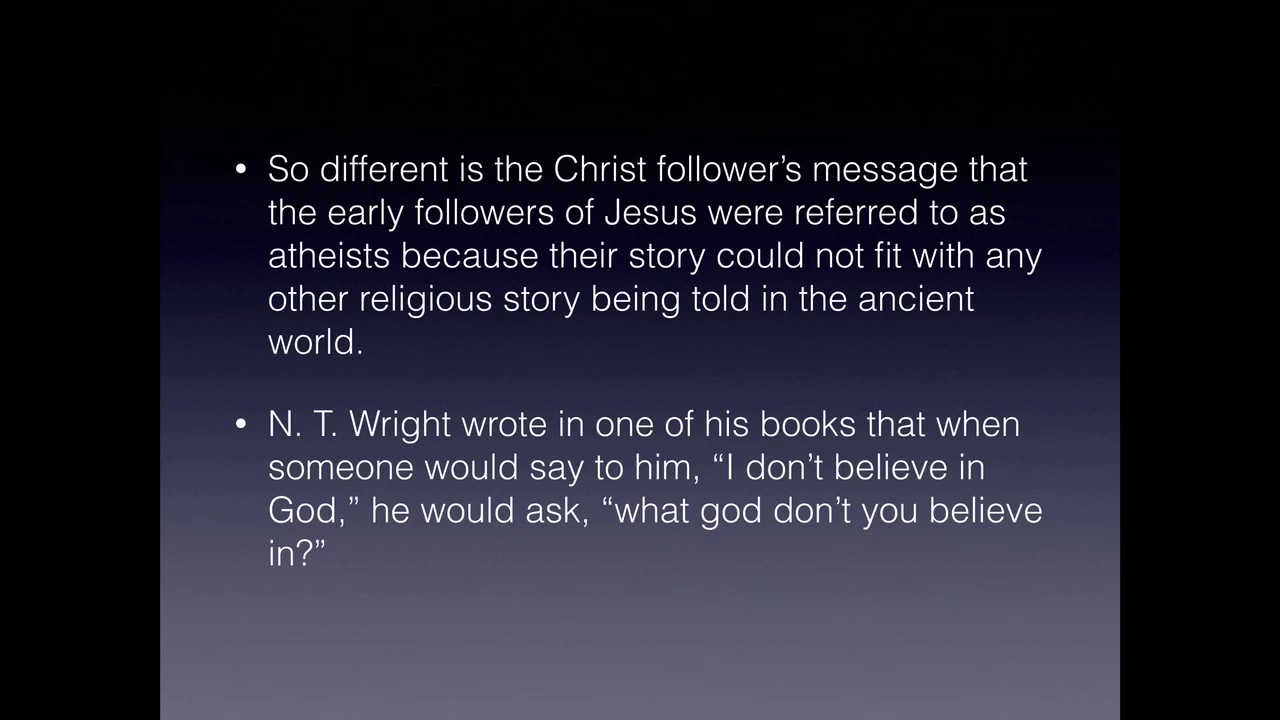 • So different is the Christ follower’s message that
the early followers of Jesus were referred to as
atheists because their story could not fit with any
other religious story being told in the ancient
world.
• N. T. Wright wrote in one of his books that when
someone would say to him, “I don’t believe in
God,” he would ask, “what god don’t you believe
in?”